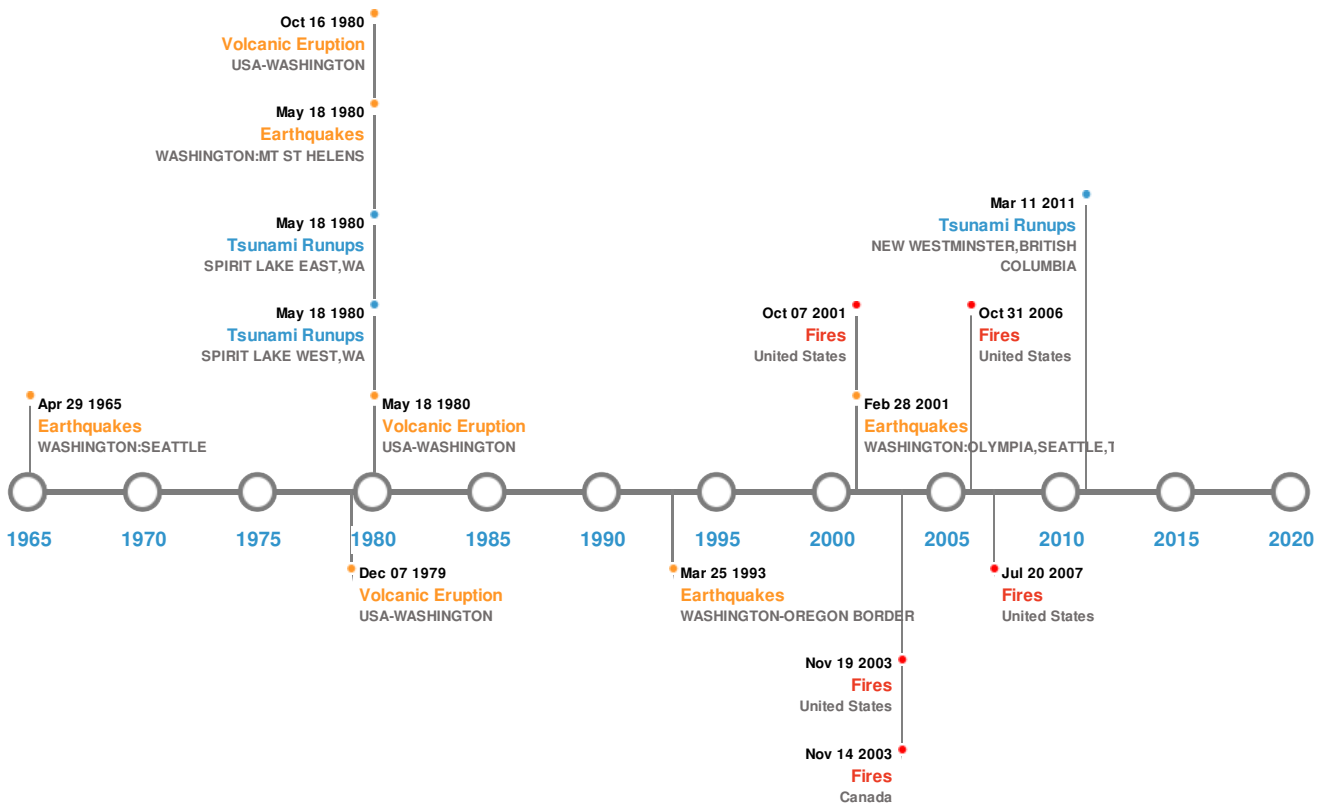 Oct 16 1980
Volcanic Eruption
USA-WASHINGTON
May 18 1980
Earthquakes
WASHINGTON:MT ST HELENS
May 18 1980
Tsunami Runups
SPIRIT LAKE EAST,WA
May 18 1980
Tsunami Runups
SPIRIT LAKE WEST,WA
Mar 11 2011
Tsunami Runups
NEW WESTMINSTER,BRITISH
COLUMBIA
Oct 07 2001
Fires
United States
Oct 31 2006
Fires
United States
Apr 29 1965
Earthquakes
WASHINGTON:SEATTLE
May 18 1980
Volcanic Eruption
USA-WASHINGTON
Feb 28 2001
Earthquakes
WASHINGTON:OLYMPIA,SEATTLE,T
1965 1970 1975 1980 1985 1990 1995 2000 2005 2010 2015 2020
Dec 07 1979
Volcanic Eruption
USA-WASHINGTON
Mar 25 1993
Earthquakes
WASHINGTON-OREGON BORDER
Jul 20 2007
Fires
United States
Nov 19 2003
Fires
United States
Nov 14 2003
Fires
Canada